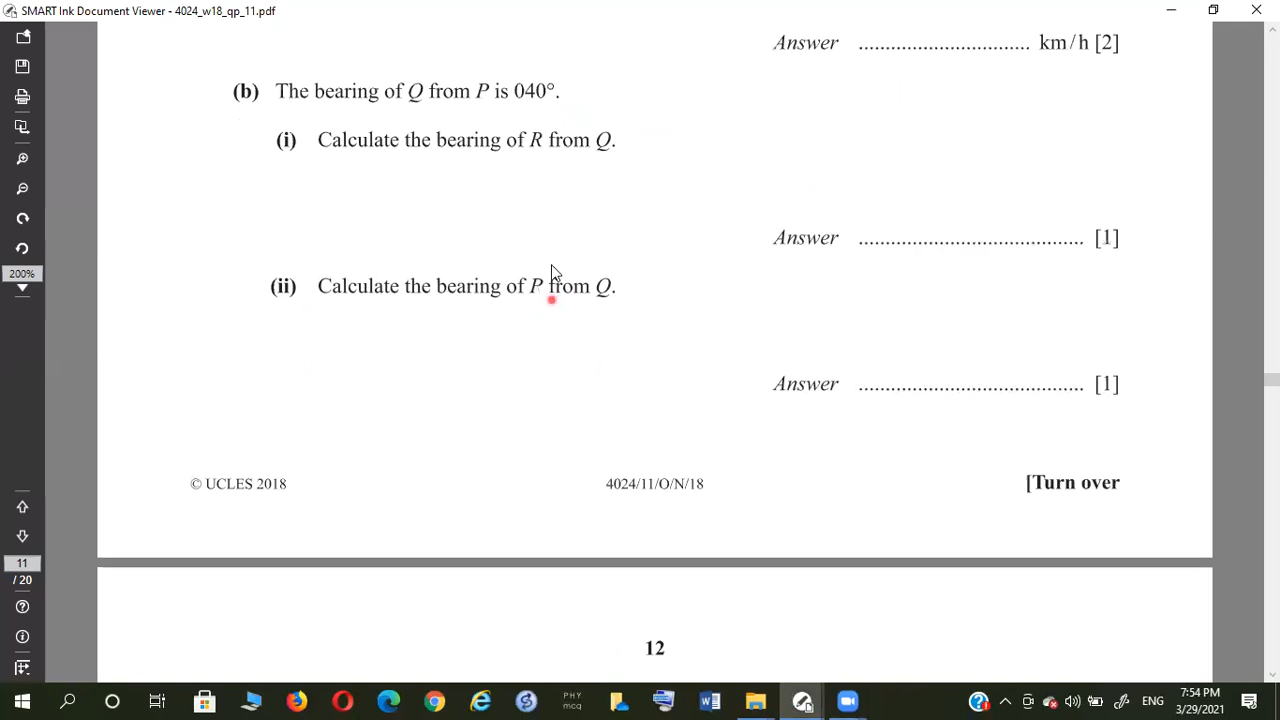 SMART Ink Document Viewer - 4024_w18_qp_11.pdf
Answer ................................ km/h [2]
(b) The bearing of Q from P is 040°.
(i) Calculate the bearing of R from Q.
Answer .......................................... [1]
(ii) Calculate the bearing of P from Q.
Answer .......................................... [1]
200%
© UCLES 2018 4024/11/O/N/18 [Turn over
11
/ 20
12
PHY
mcq
ENG
7:54 PM
3/29/2021